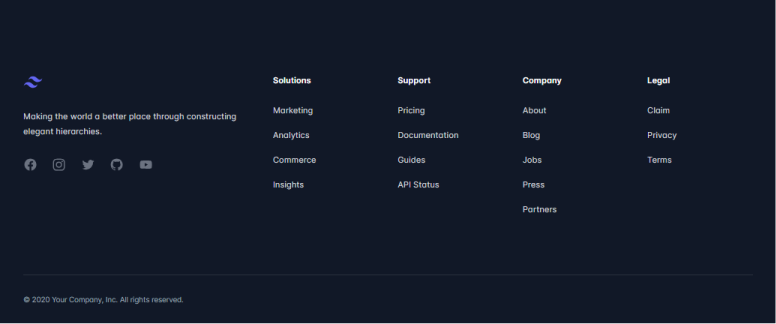 Making the world a better place through constructing
elegant hierarchies.
Solutions
Marketing
Analytics
Commerce
Insights
Support
Pricing
Documentation
Guides
API Status
Company
About
Blog
Jobs
Press
Partners
Legal
Claim
Privacy
Terms
© 2020 Your Company, Inc. All rights reserved.